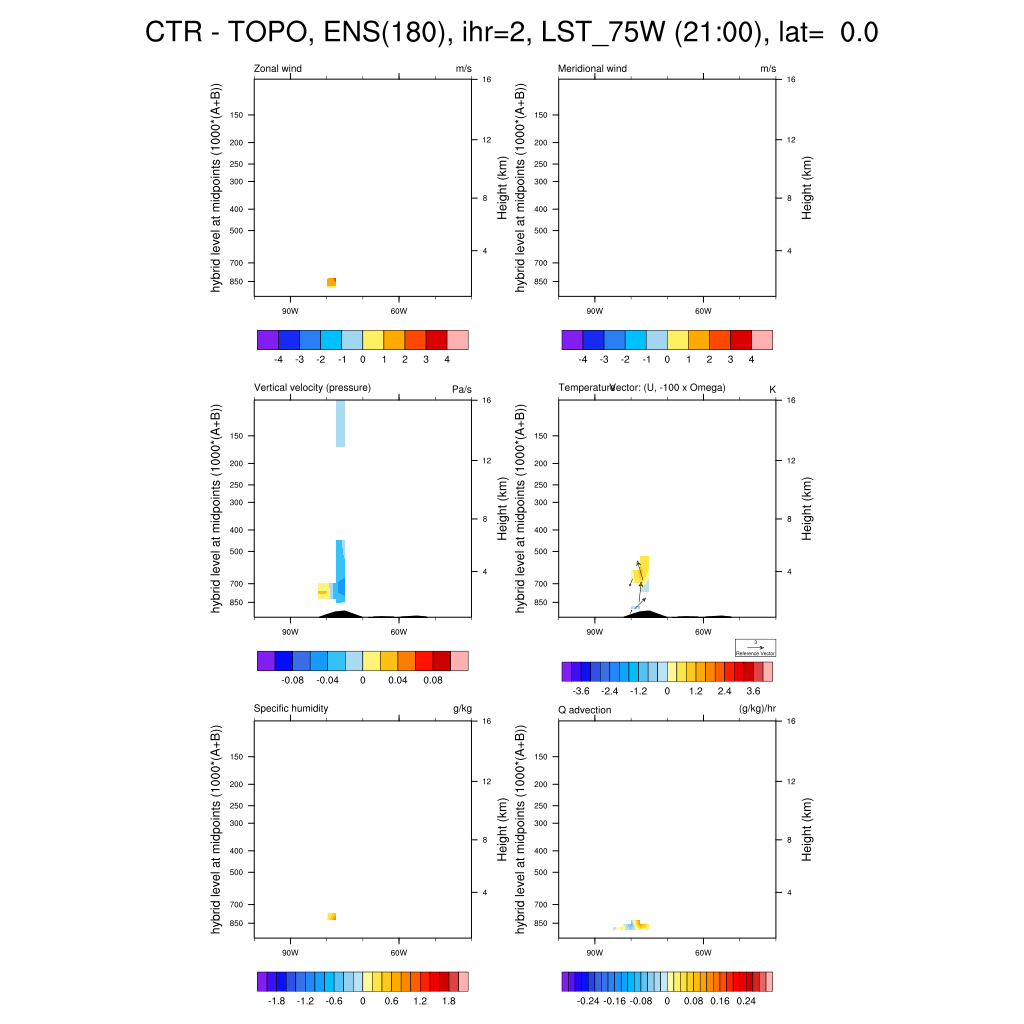 CTR - TOPO, ENS(180), ihr=2, LST_75W (21:00), lat= 0.0
Zonal wind m/s
hybrid level at midpoints (1000*(A+B))
150
200
250
300
400
500
700
850
16
12
8
4
Height (km)
90W 60W
-4 -3 -2 -1 0 1 2 3 4
Meridional wind m/s
hybrid level at midpoints (1000*(A+B))
150
200
250
300
400
500
700
850
16
12
8
4
Height (km)
90W 60W
-4 -3 -2 -1 0 1 2 3 4
Vertical velocity (pressure) Pa/s
hybrid level at midpoints (1000*(A+B))
150
200
250
300
400
500
700
850
16
12
8
4
Height (km)
90W 60W
-0.08 -0.04 0 0.04 0.08
Temperature Vector: (U, -100 x Omega) K
hybrid level at midpoints (1000*(A+B))
150
200
250
300
400
500
700
850
16
12
8
4
Height (km)
90W 60W
3
Reference Vector
-3.6 -2.4 -1.2 0 1.2 2.4 3.6
Specific humidity g/kg
hybrid level at midpoints (1000*(A+B))
150
200
250
300
400
500
700
850
16
12
8
4
Height (km)
90W 60W
-1.8 -1.2 -0.6 0 0.6 1.2 1.8
Q advection (g/kg)/hr
hybrid level at midpoints (1000*(A+B))
150
200
250
300
400
500
700
850
16
12
8
4
Height (km)
90W 60W
-0.24 -0.16 -0.08 0 0.08 0.16 0.24